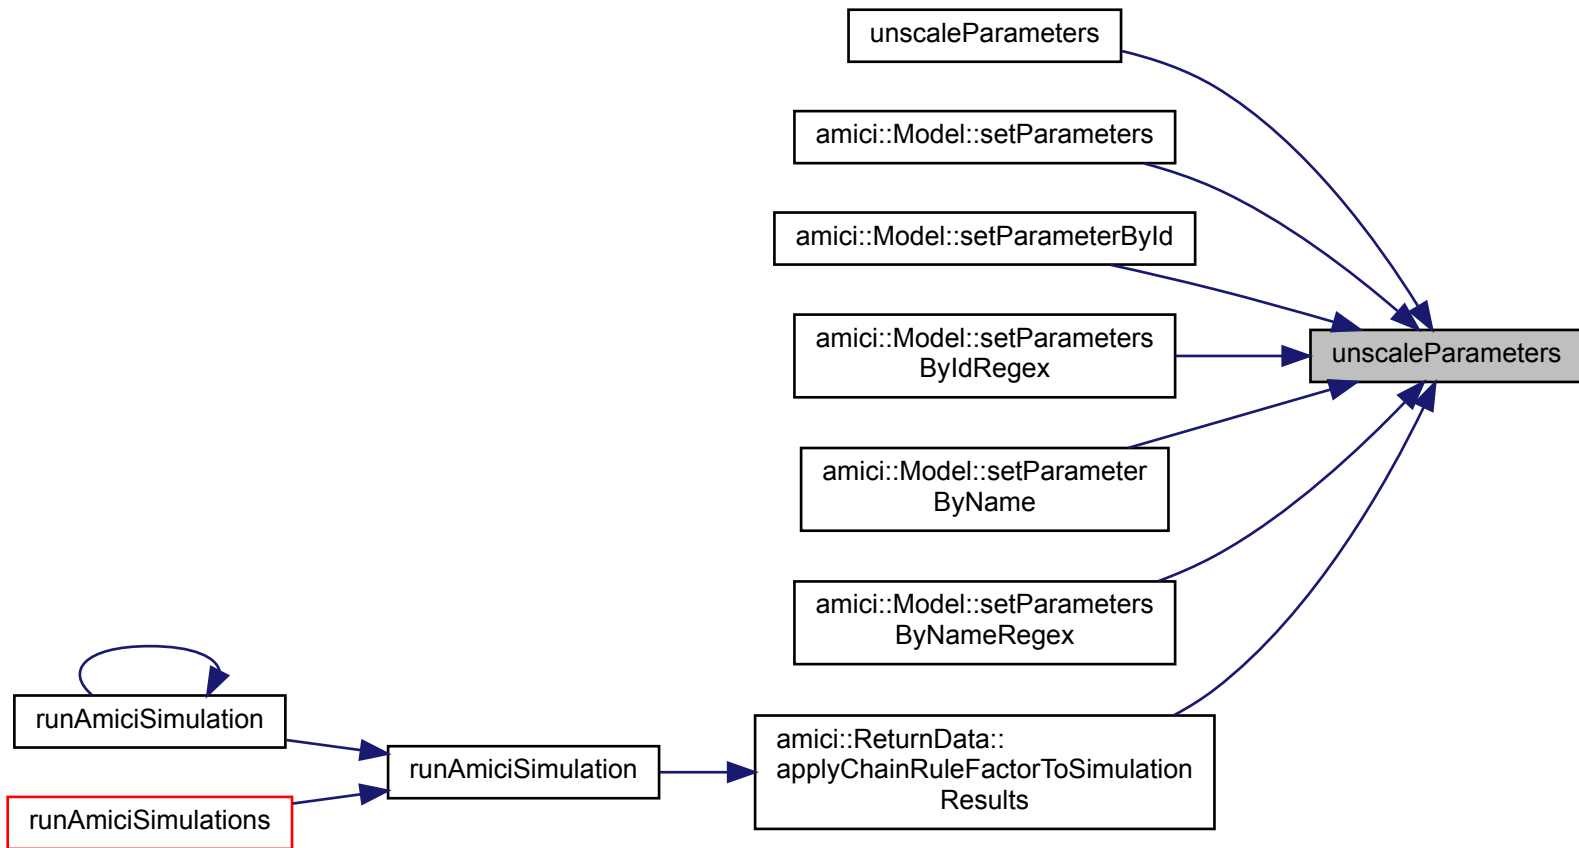 unscaleParameters
amici::Model::setParameters
amici::Model::setParameterById
amici::Model::setParameters
ByIdRegex
unscaleParameters
amici::Model::setParameter
ByName
amici::Model::setParameters
ByNameRegex
runAmiciSimulation
amici::ReturnData::
applyChainRuleFactorToSimulation
Results
runAmiciSimulation
runAmiciSimulations